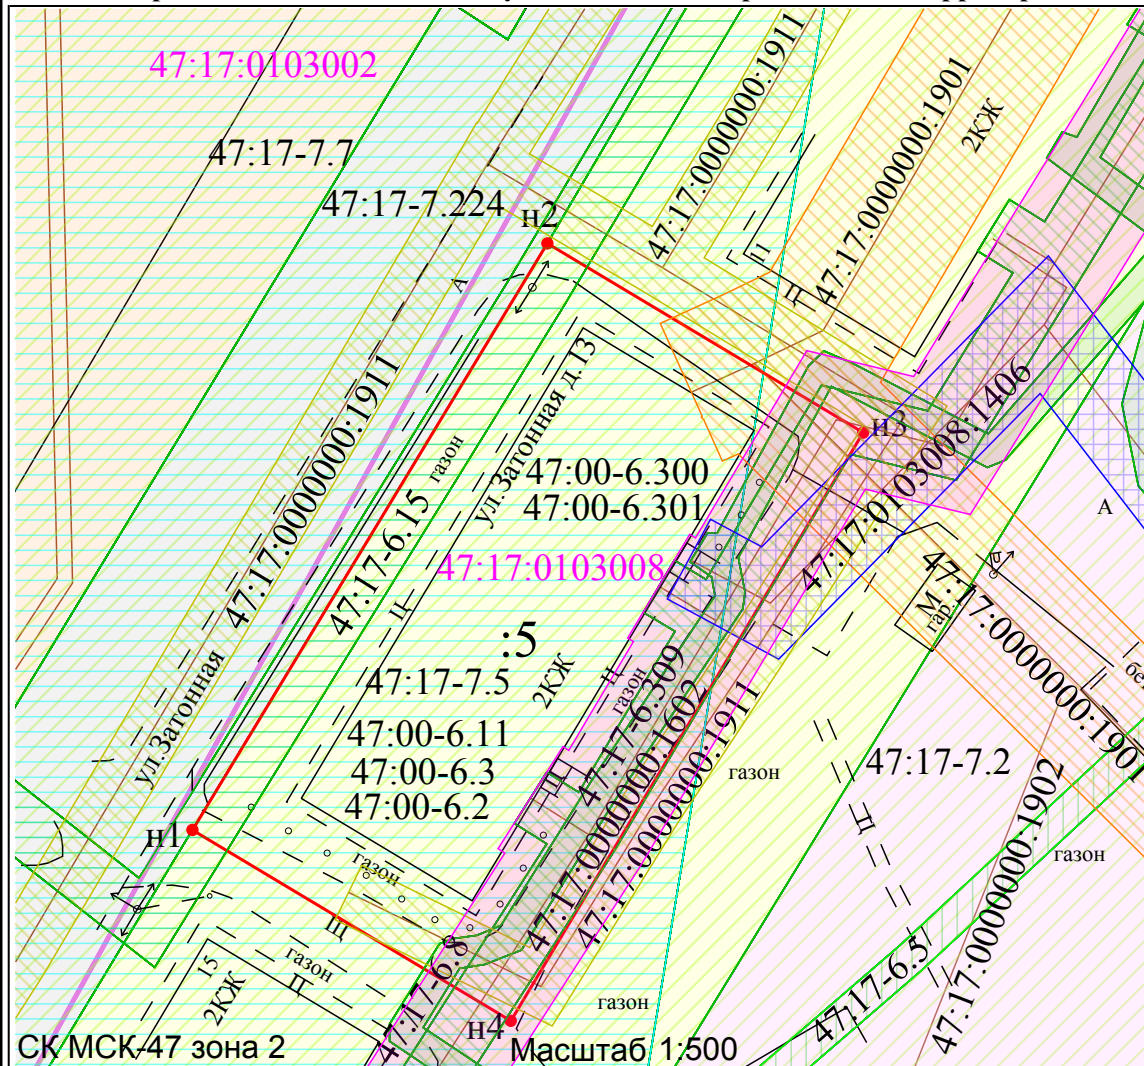 47:17:0103002
47:17-7.7
47:17-7.224
н2
47:17:0000000:1911
47:17:0000000:1901
2КЖ
п1
Ц
А
47:17:0000000:1911
газон
ул.Затонная д.13
47:17-6.15
47:00-6.300
47:00-6.301
47:17:0103008
н3
47:17:0103008:1406
А
М
гар.
47:17:0000000:1901
бе
Ц
:5
47:17-7.5
2КЖ
47:00-6.11
47:00-6.3
47:00-6.2
ул.Затонная
Ц
газон
47:17-6.309
47:17:0000000:1602
47:17:0000000:1911
газон
47:17-7.2
47:17:0000000:1902
Ц
газон
н1
газон
Щ
Щ
газон
Ц
15
2КЖ
47:17-6.8
н4
газон
47:17-6.5
СК МСК-47 зона 2
Масштаб 1:500